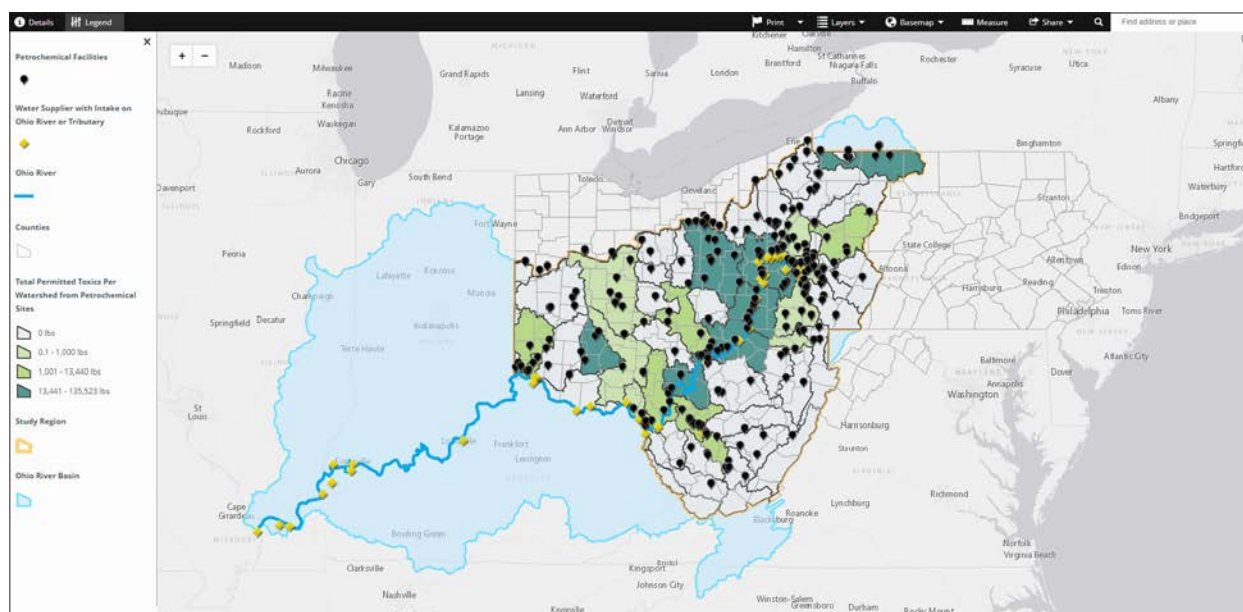 Details
Legend
Print
Layers
Basemap
Measure
Share
Find address or place
Petrochemical Facilities
Water Supplier with Intake on
Ohio River or Tributary
Ohio River
Counties
Total Permitted Toxics Per
Watershed from Petrochemical
Sites
0 lbs
0.1 - 1,000 lbs
1,001 - 13,440 lbs
13,441 - 135,523 lbs
Study Region
Ohio River Basin
Madison
Milwaukee
Racine
Kenosha
Waukegan
Rockford
Chicago
Aurora
Gary
Davenport
Peoria
Springfield
Decatur
St
Louis
Cape
MICHIGAN
Grand Rapids
Lansing
Flint
Waterford
Sarnia
London
Kalamazoo
Portage
Ann Arbor
Windsor
South Bend
Toledo
Cleveland
Fort Wayne
Lafayette
Kokomo
Muncie
Indianapolis
Terre Haute
Frankfort
Lexington
Bowling Green
Clarksville
Nashville
Kitchener
Hamilton
Brantford
St Catharines
Niagara-Falls
Buffalo
Rochester
Syracuse
Utica
NEW YORK
Albany
Erie
Binghamton
Scranton
Hartford
Waterbury
Bridgeport
New York
Edison
State College
Altoona
Harrisburg
Reading
Allentown
Trenton
Philadelphia
Toms River
Baltimore
Annapolis
Washington
Dover
Atlantic City
Harrisonburg
Staunton
Richmond
Lynchburg
Roanoke
Blacksburg
Norfolk
Virginia Beach
Kingsport
Bristol
Johnson City
Winston-Salem
Greensboro
Durham
Rocky Mount